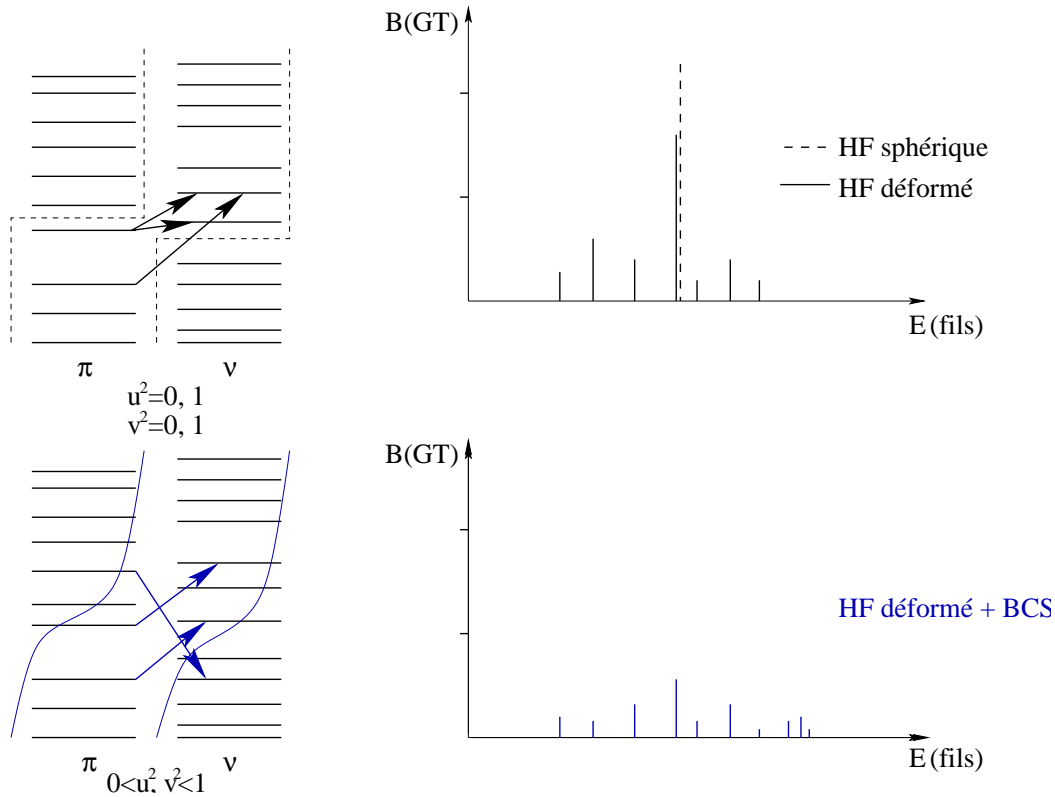 B(GT)
HF sphérique
HF déformé
E (fils)
π ν
u²=0, 1
v²=0, 1
B(GT)
HF déformé + BCS
E (fils)
π ν
0<u², v²<1